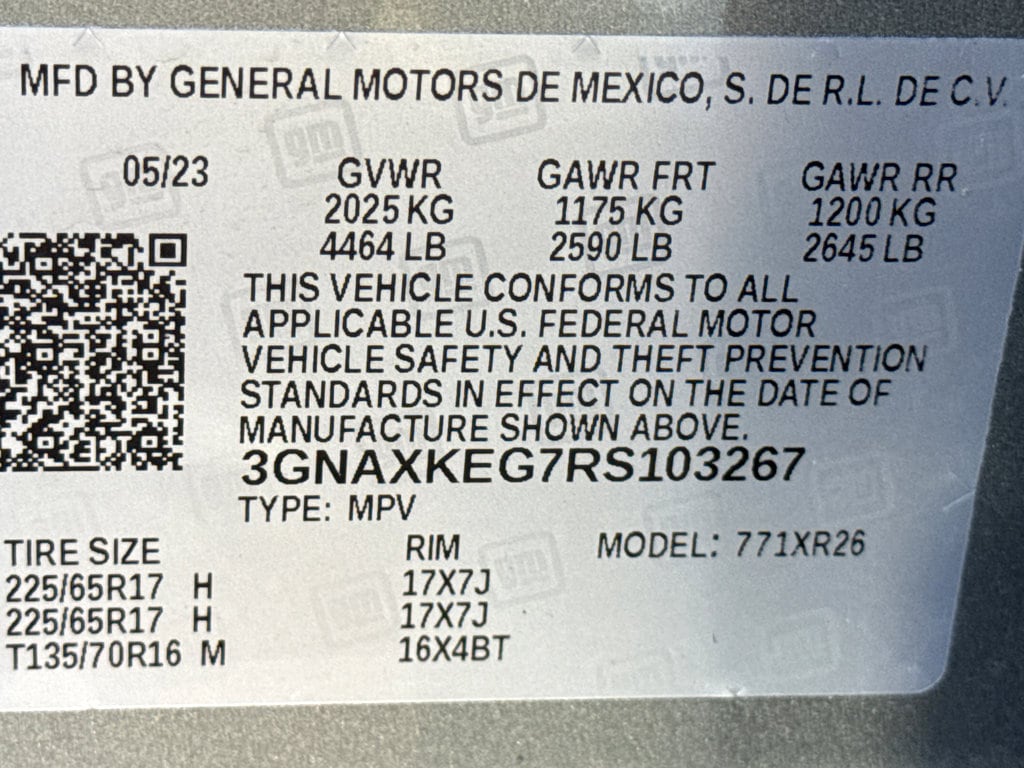 MFD BY GENERAL MOTORS DE MEXICO, S. DE R.L. DE C.V.
05/23 GVWR GAWR FRT GAWR RR
2025 KG 1175 KG 1200 KG
4464 LB 2590 LB 2645 LB
THIS VEHICLE CONFORMS TO ALL
APPLICABLE U.S. FEDERAL MOTOR
VEHICLE SAFETY AND THEFT PREVENTION
STANDARDS IN EFFECT ON THE DATE OF
MANUFACTURE SHOWN ABOVE.
3GNAXKEG7RS103267
TYPE: MPV
TIRE SIZE RIM MODEL: 771XR26
225/65R17 H 17X7J
225/65R17 H 17X7J
T135/70R16 M 16X4BT